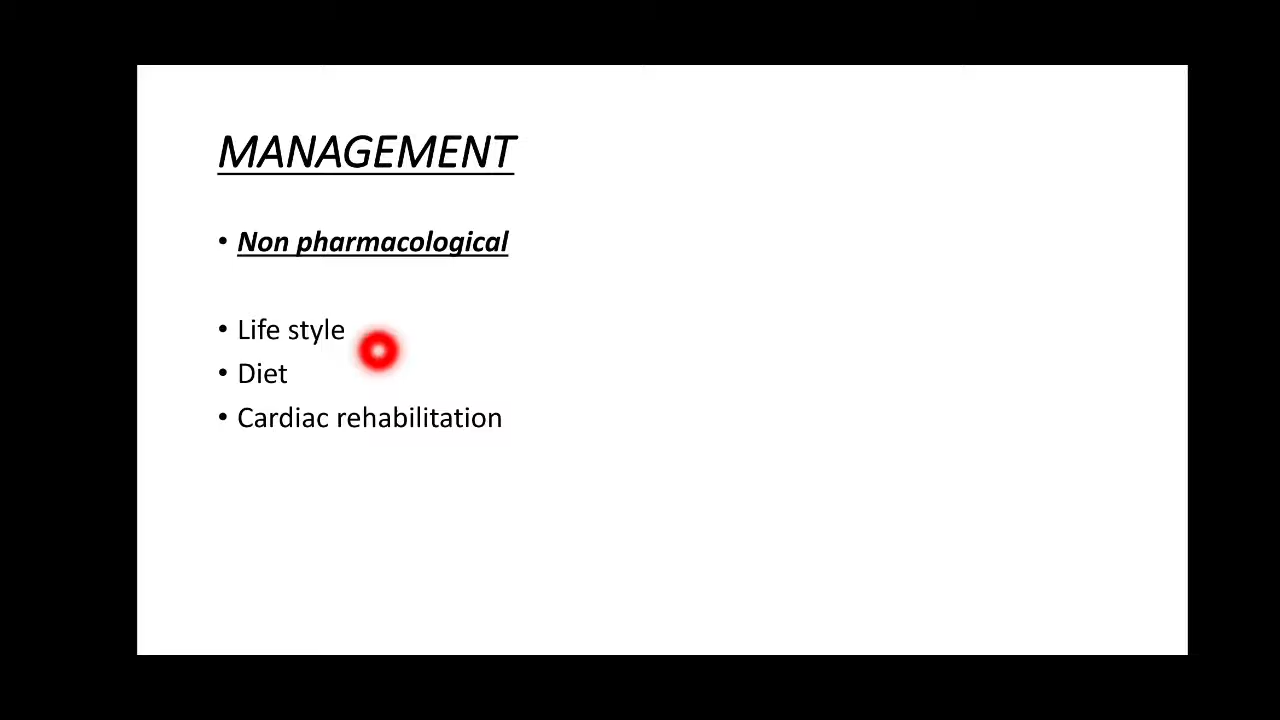 MANAGEMENT
• Non pharmacological
• Life style
• Diet
• Cardiac rehabilitation